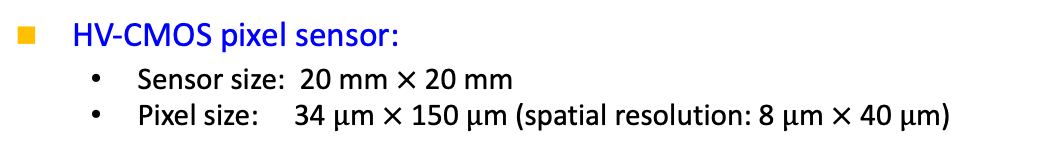 HV-CMOS pixel sensor:
• Sensor size: 20 mm × 20 mm
• Pixel size: 34 μm × 150 μm (spatial resolution: 8 μm × 40 μm)